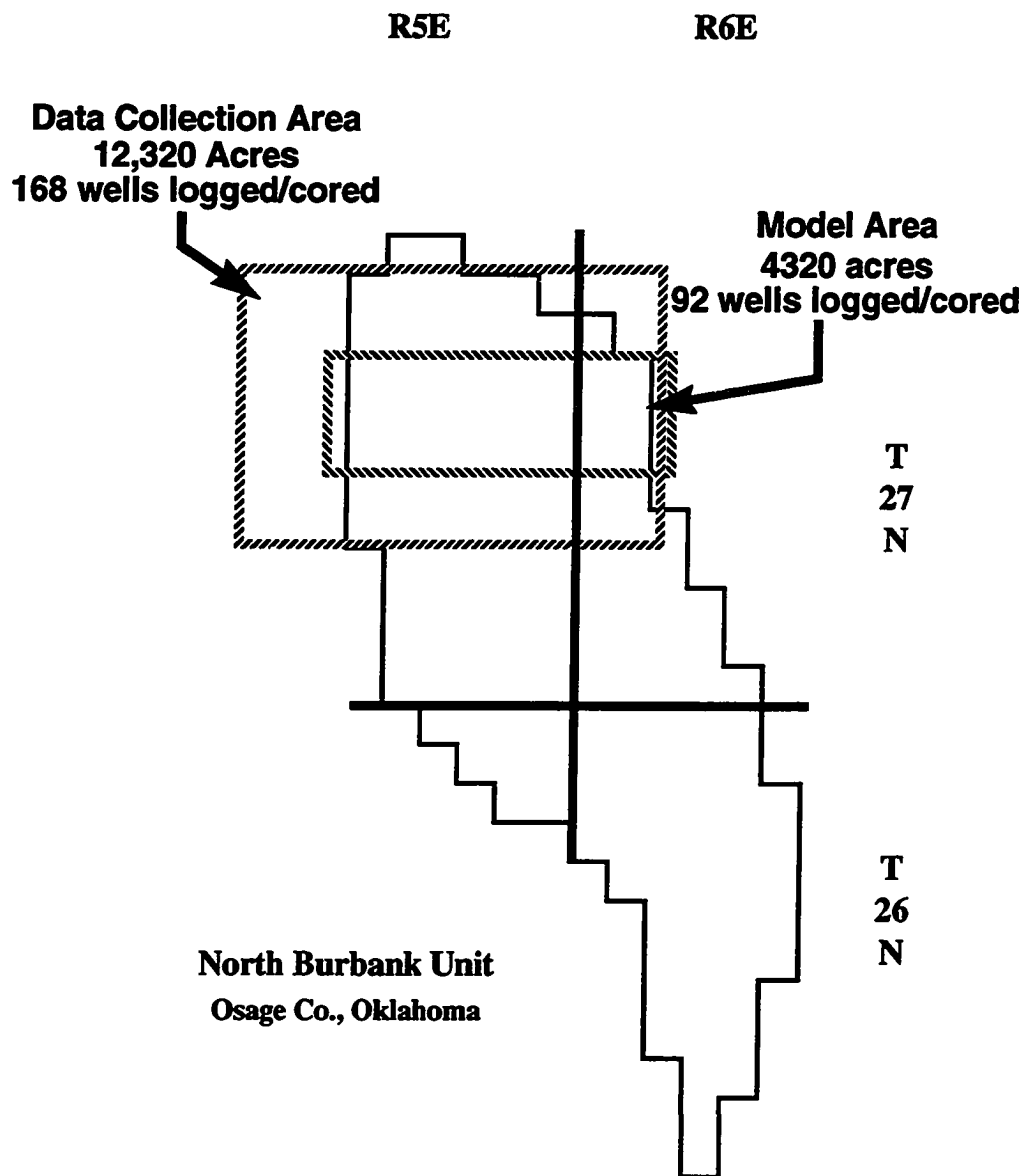 R5E
R6E
Data Collection Area
12,320 Acres
168 wells logged/cored
Model Area
4320 acres
92 wells logged/cored
T
27
N
T
26
N
North Burbank Unit
Osage Co., Oklahoma